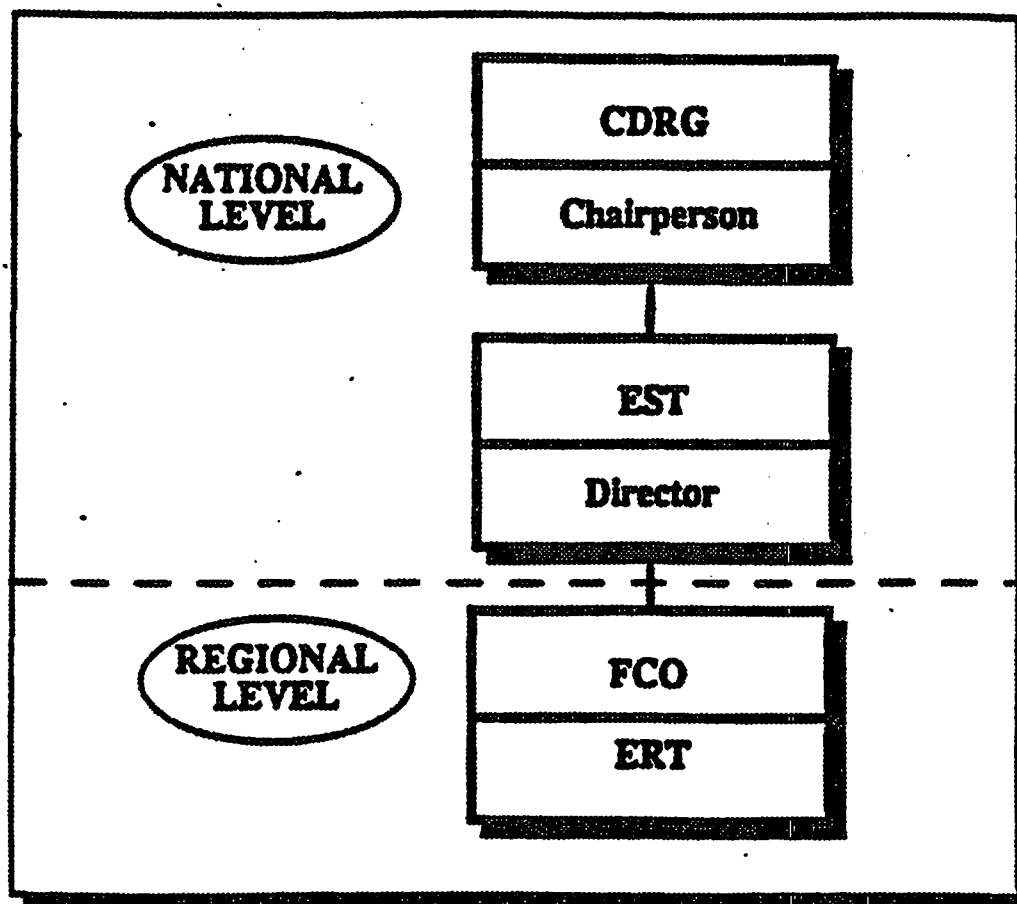 NATIONAL
LEVEL
CDRG
Chairperson
EST
Director
REGIONAL
LEVEL
FCO
ERT